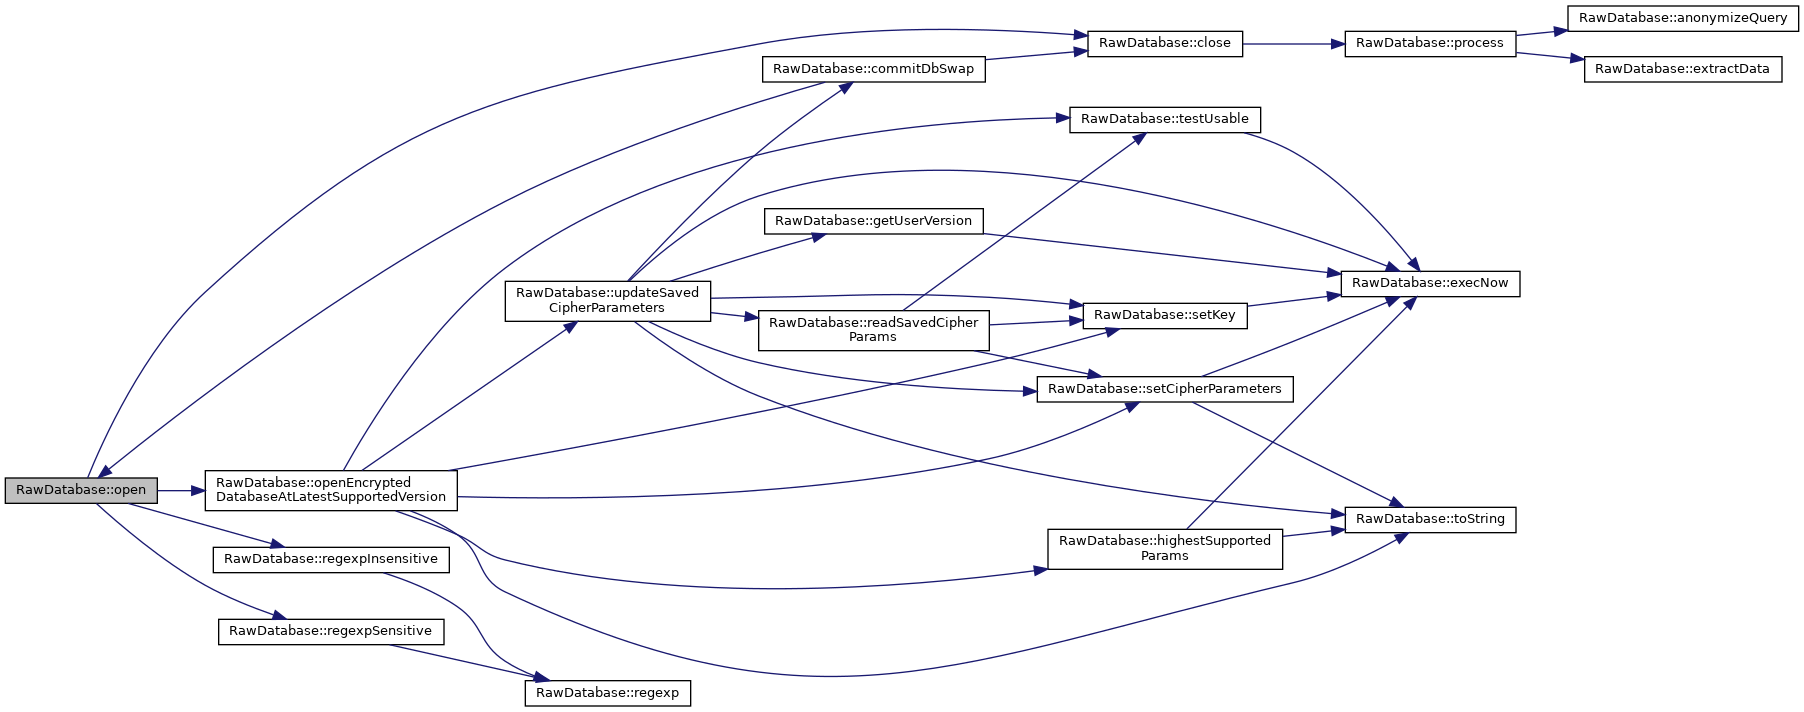 RawDatabase::anonymizeQuery
RawDatabase::close
RawDatabase::process
RawDatabase::commitDbSwap
RawDatabase::extractData
RawDatabase::testUsable
RawDatabase::getUserVersion
RawDatabase::execNow
RawDatabase::updateSaved
CipherParameters
RawDatabase::setKey
RawDatabase::readSavedCipher
Params
RawDatabase::setCipherParameters
RawDatabase::open
RawDatabase::openEncrypted
DatabaseAtLatestSupportedVersion
RawDatabase::toString
RawDatabase::highestSupported
Params
RawDatabase::regexpInsensitive
RawDatabase::regexpSensitive
RawDatabase::regexp